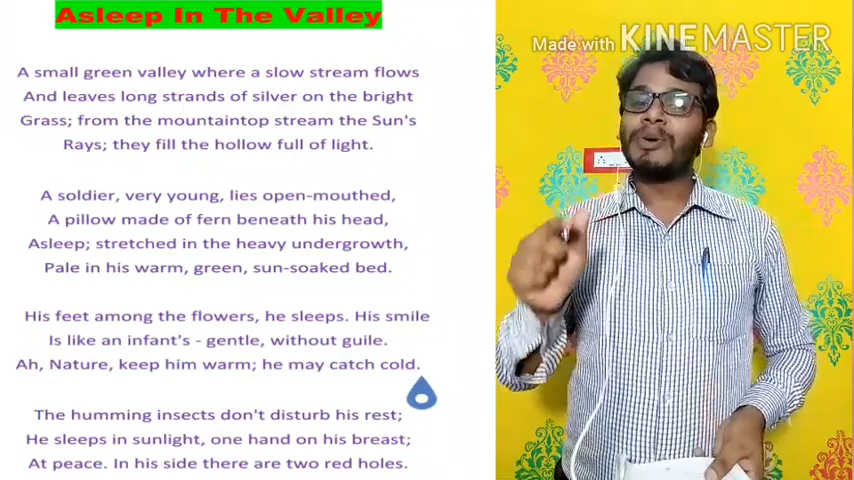 Asleep In The Valley
Made with KINEMASTER
A small green valley where a slow stream flows
And leaves long strands of silver on the bright
Grass; from the mountaintop stream the Sun's
Rays; they fill the hollow full of light.
A soldier, very young, lies open-mouthed,
A pillow made of fern beneath his head,
Asleep; stretched in the heavy undergrowth,
Pale in his warm, green, sun-soaked bed.
His feet among the flowers, he sleeps. His smile
Is like an infant's - gentle, without guile.
Ah, Nature, keep him warm; he may catch cold.
The humming insects don't disturb his rest;
He sleeps in sunlight, one hand on his breast;
At peace. In his side there are two red holes.